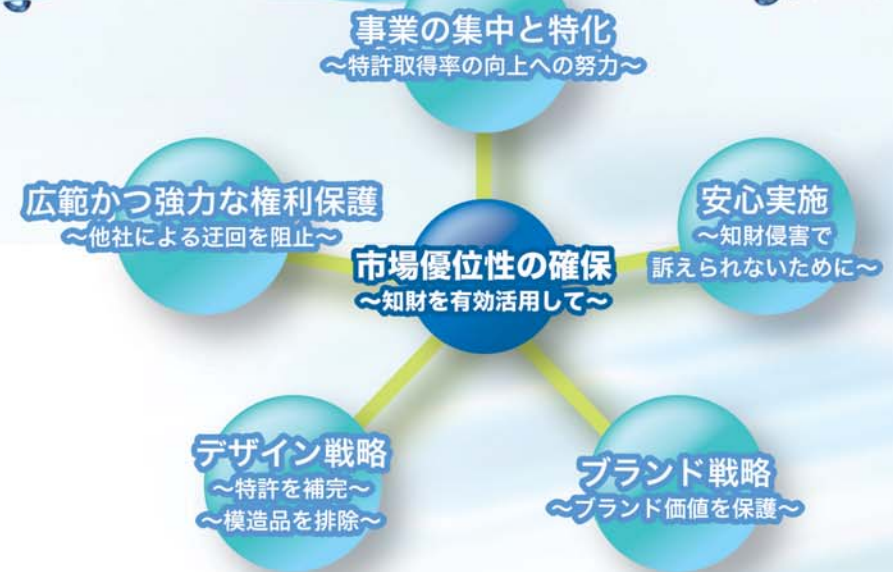 事業の集中と特化
～特許取得率の向上への努力～
広範かつ強力な権利保護
～他社による迂回を阻止～
安心実施
～知財侵害で
訴えられないために～
市場優位性の確保
～知財を有効活用して～
デザイン戦略
～特許を補完～
～模造品を排除～
ブランド戦略
～ブランド価値を保護～